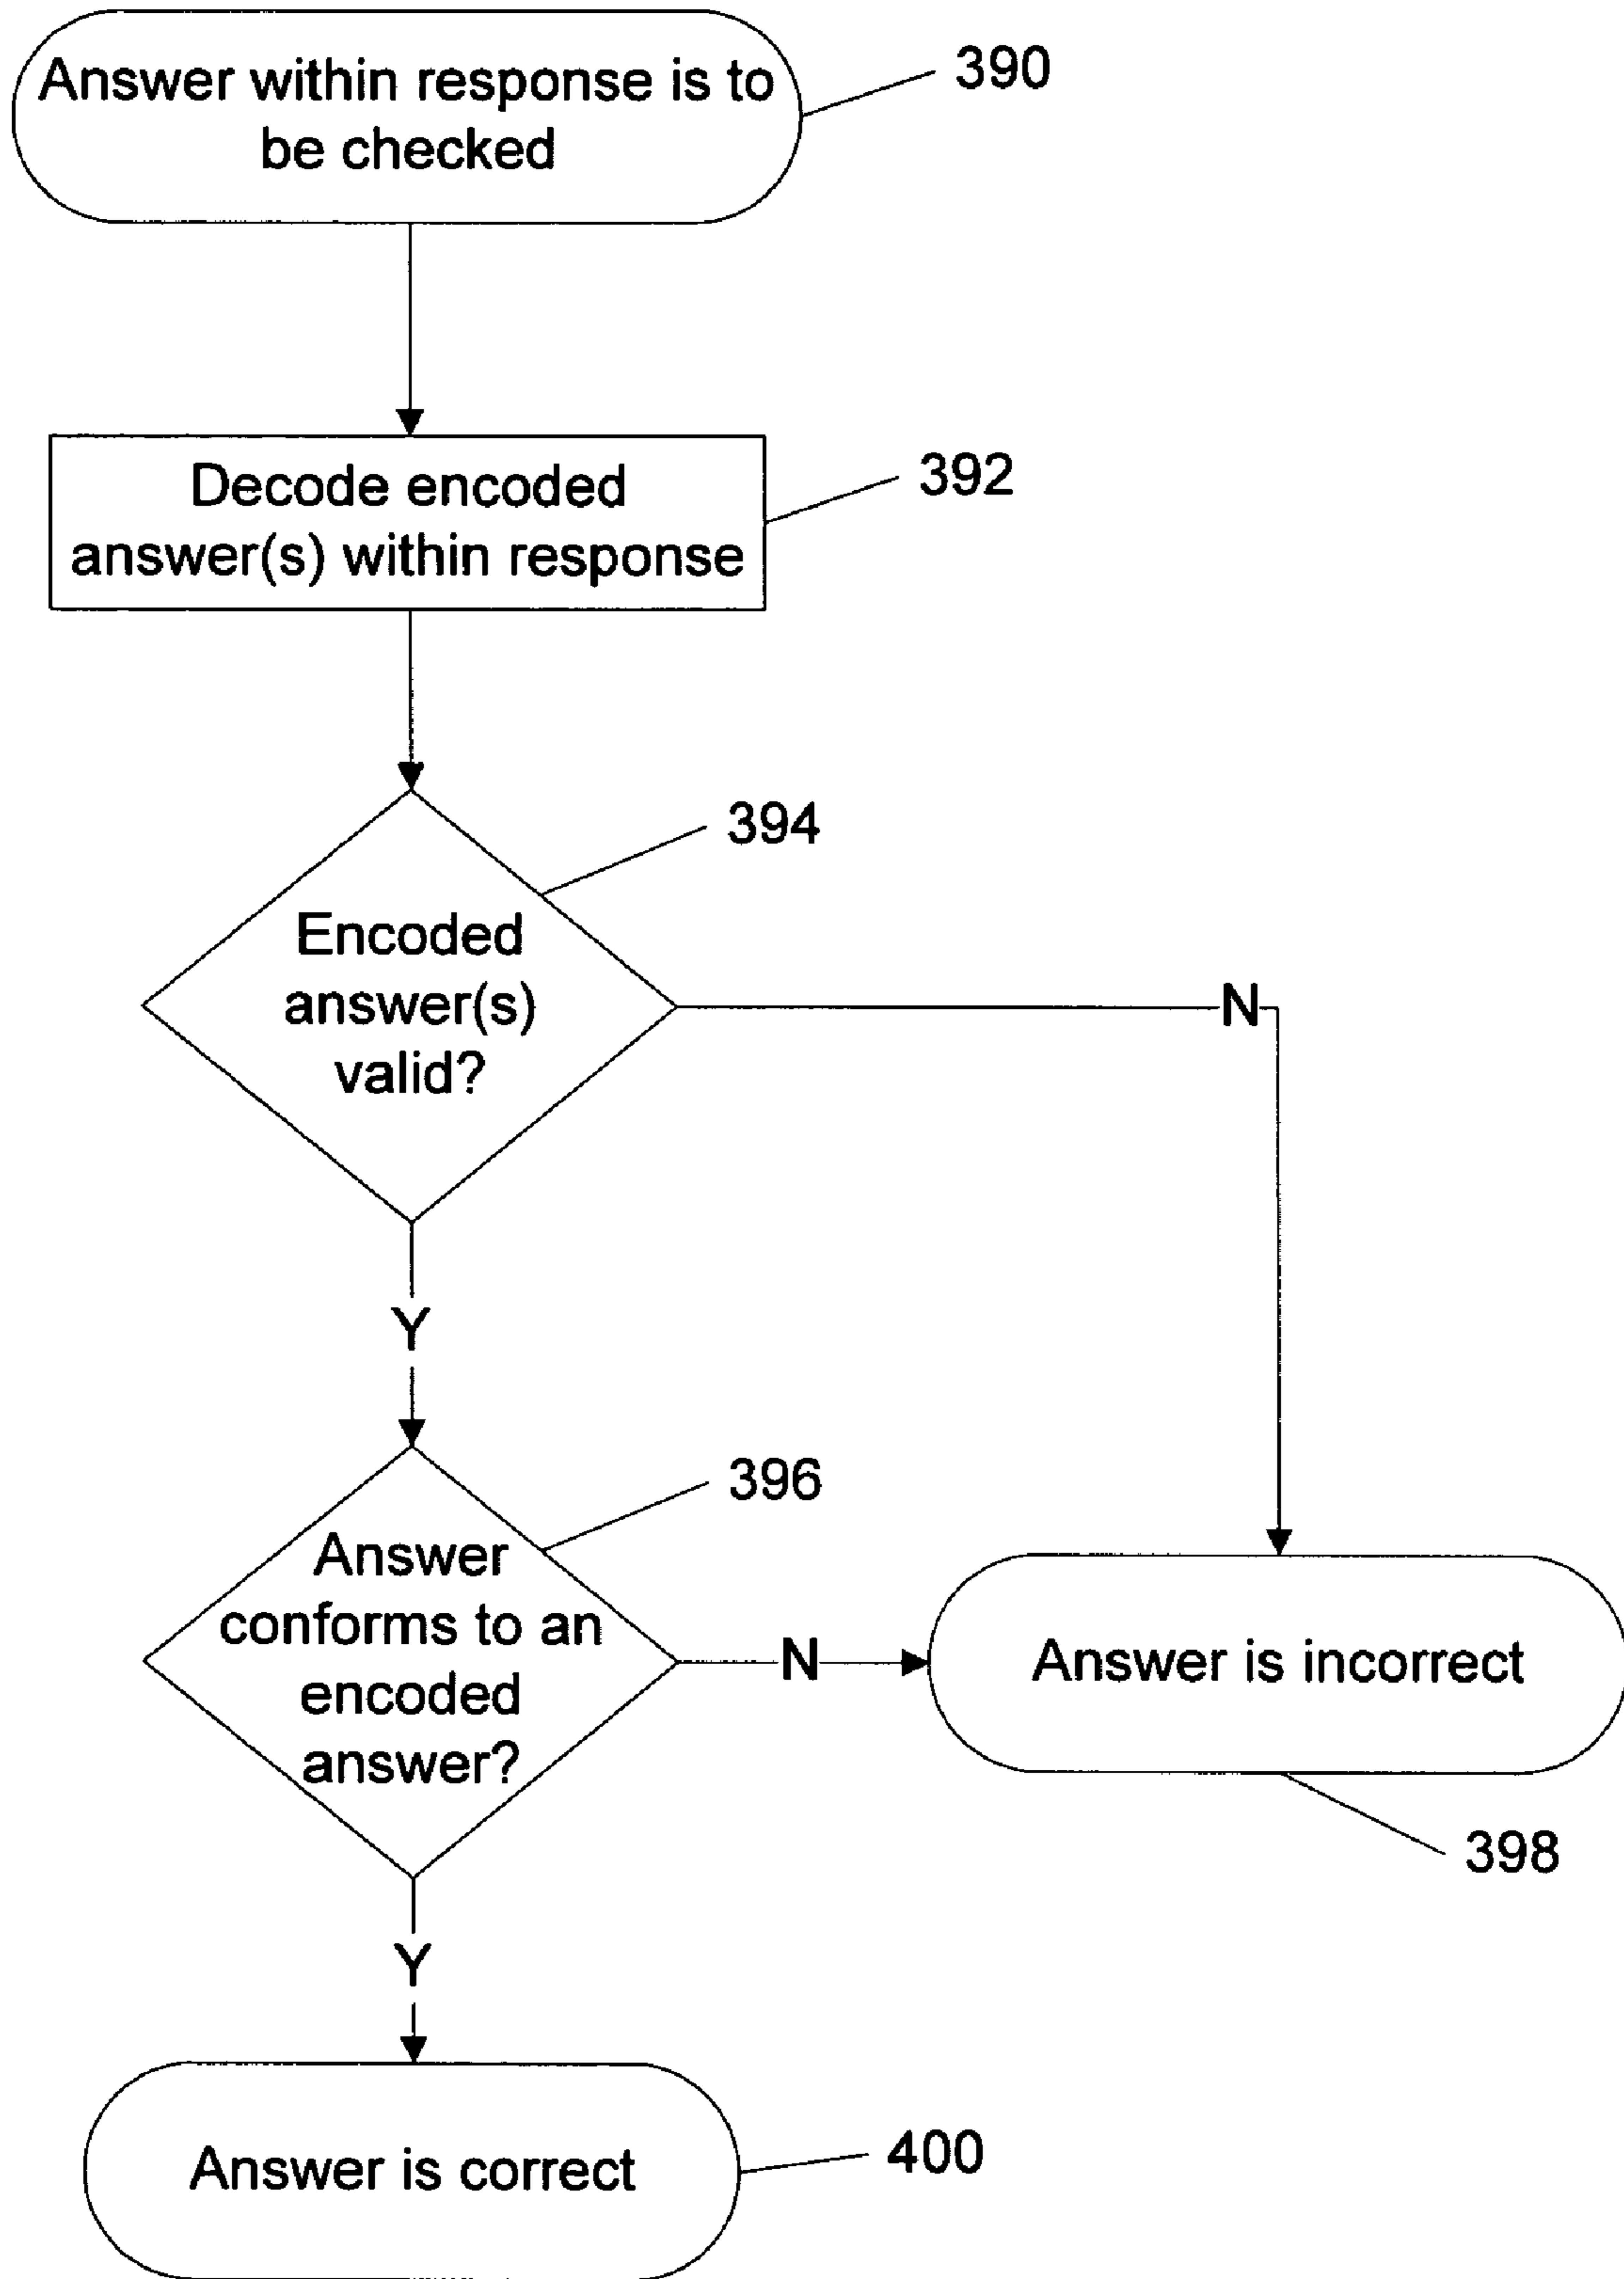 Answer within response is to
be checked
390
Decode encoded
answer(s) within response
392
394
Encoded
answer(s)
valid?
N
Y
396
Answer
conforms to an
encoded
answer?
N
Answer is incorrect
398
Y
Answer is correct
400